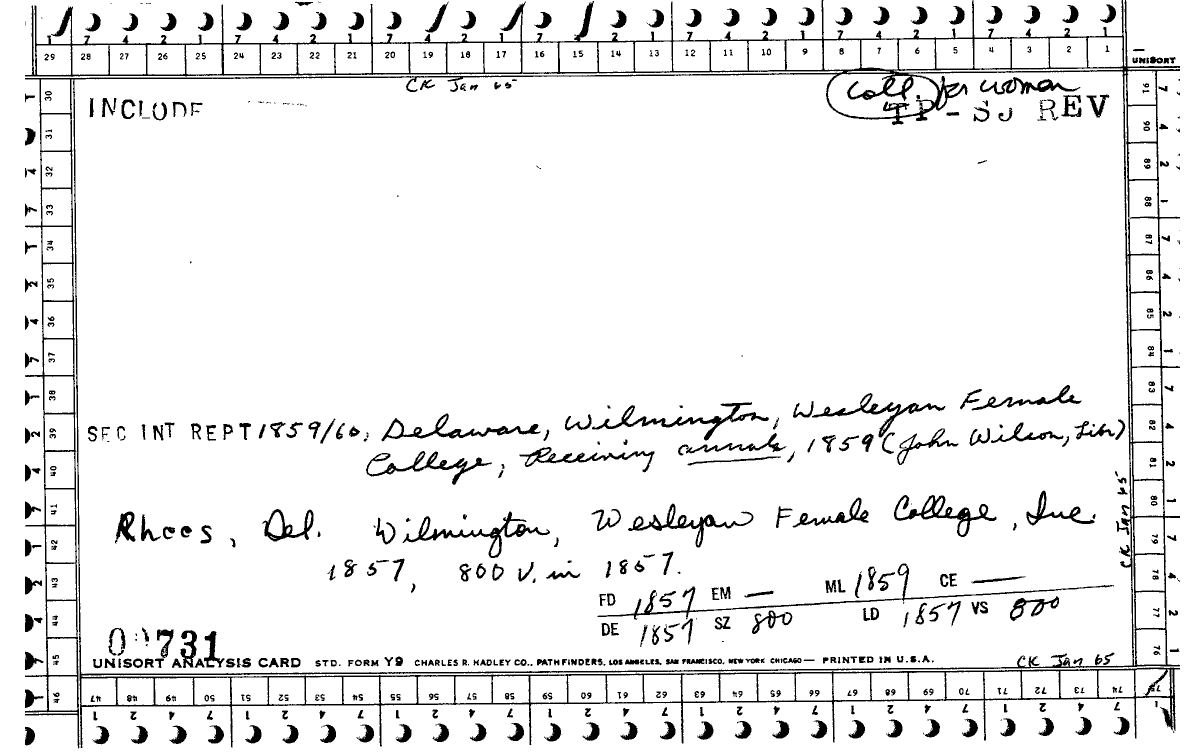 7 4 2 1 7 4 2 1 7 4 2 1 7 4 2 1 7 4 2 1 7 4 2 1 7 4 2 1
29 28 27 26 25 24 23 22 21 20 19 18 17 16 15 14 13 12 11 10 9 8 7 6 5 4 3 2 1
UNISORT
CK Jan 65
INCLUDE
Coll for woman
TP - SJ REV
30 31 32 33 34 35 36 37 38 39 40 41 42 43 44 45 46
91 90 89 88 87 86 85 84 83 82 81 80 79 78 77 76
SEC INT REPT 1859/60, Delaware, Wilmington, Wesleyan Female
College, Receiving annals, 1859 (John Wilson, Libr)
CK Jan 65
Rhees, Del. Wilmington, Wesleyan Female College, Inc.
1857, 800 V. in 1857.
FD 1857 EM — ML 1859 CE —
DE 1857 SZ 800 LD 1857 VS 800
731
UNISORT ANALYSIS CARD STD. FORM Y9 CHARLES R. HADLEY CO., PATHFINDERS, LOS ANGELES, SAN FRANCISCO, NEW YORK CHICAGO— PRINTED IN U.S.A.
CK Jan 65
47 48 49 50 51 52 53 54 55 56 57 58 59 60 61 62 63 64 65 66 67 68 69 70 71 72 73 74 75
1 2 4 7 1 2 4 7 1 2 4 7 1 2 4 7 1 2 4 7 1 2 4 7 1 2 4 7